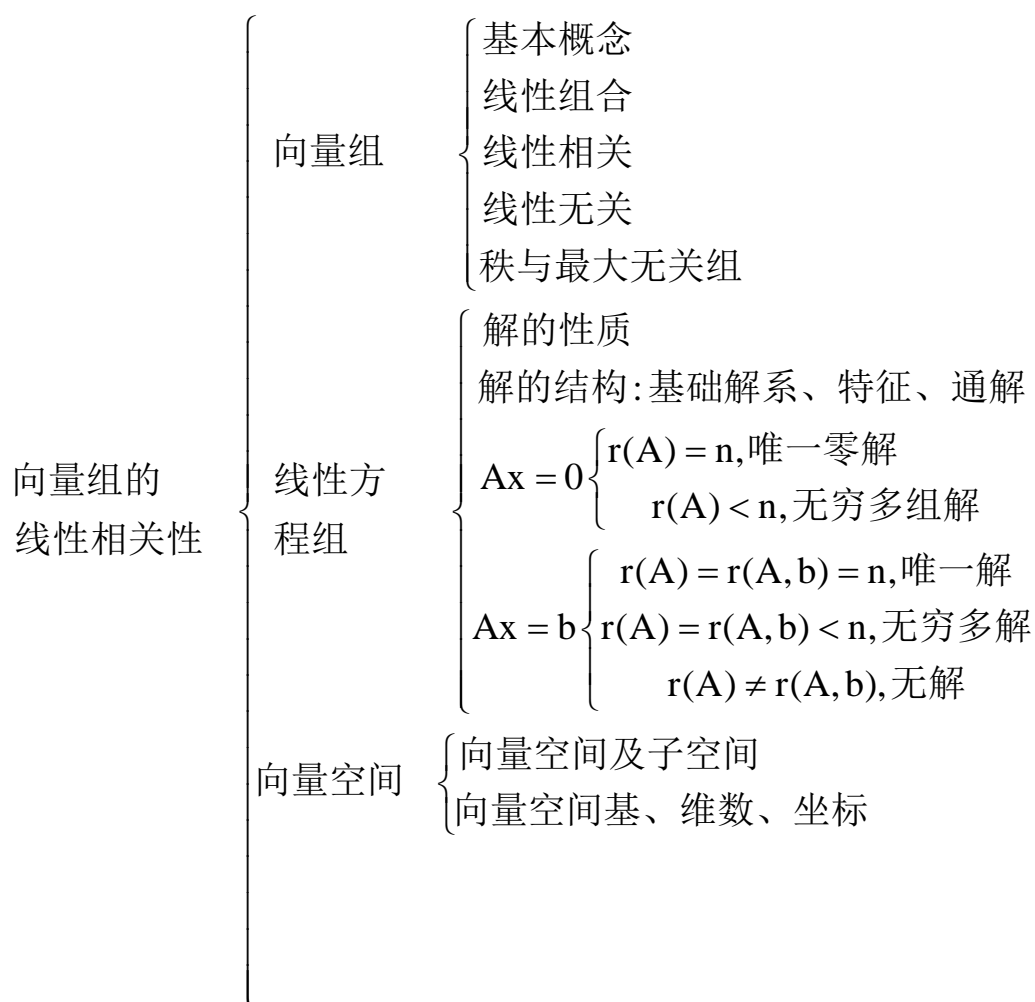 向量组的
线性相关性
向量组
基本概念
线性组合
线性相关
线性无关
秩与最大无关组
线性方
程组
解的性质
解的结构:基础解系、特征、通解
Ax = 0
r(A) = n,唯一零解
r(A) < n,无穷多组解
Ax = b
r(A) = r(A,b) = n,唯一解
r(A) = r(A,b) < n,无穷多解
r(A) ≠ r(A,b),无解
向量空间
向量空间及子空间
向量空间基、维数、坐标